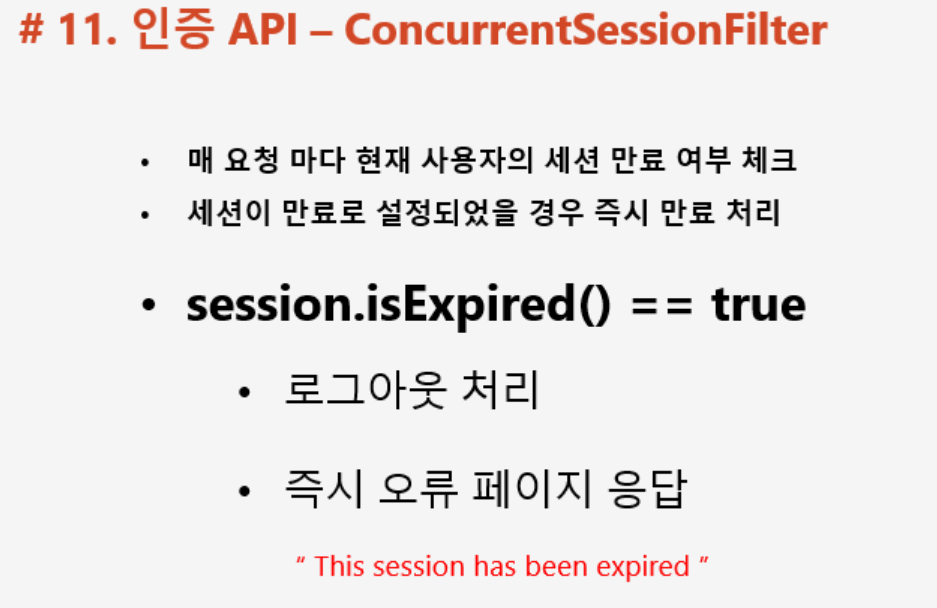 # 11. 인증 API – ConcurrentSessionFilter
• 매 요청 마다 현재 사용자의 세션 만료 여부 체크
• 세션이 만료로 설정되었을 경우 즉시 만료 처리
• session.isExpired() == true
• 로그아웃 처리
• 즉시 오류 페이지 응답
“ This session has been expired ”